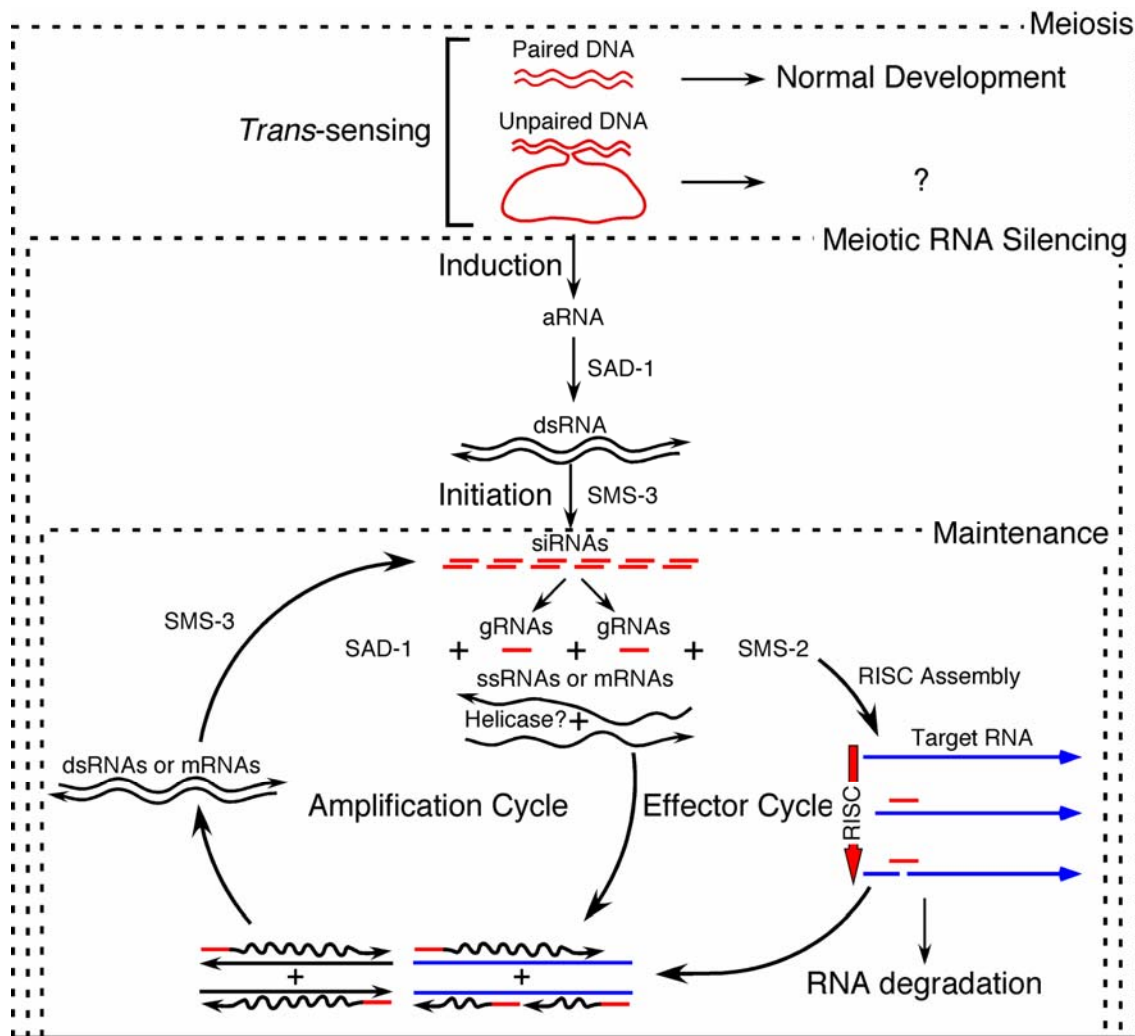 Meiosis
Paired DNA
Normal Development
Trans-sensing
Unpaired DNA
?
Meiotic RNA Silencing
Induction
aRNA
SAD-1
dsRNA
Initiation
SMS-3
Maintenance
siRNAs
SMS-3
gRNAs gRNAs
SAD-1 + + + SMS-2
ssRNAs or mRNAs
RISC Assembly
Helicase? +
Target RNA
dsRNAs or mRNAs
Amplification Cycle
Effector Cycle
RISC
+ +
RNA degradation